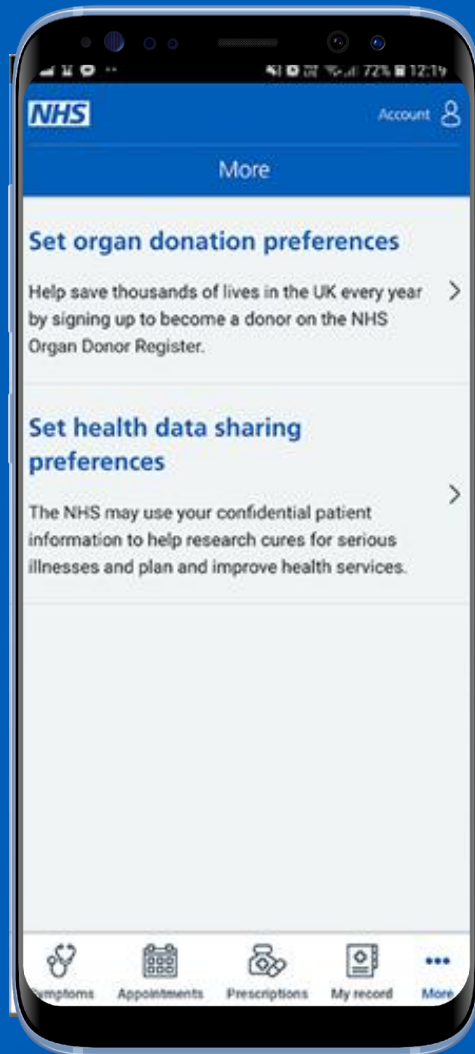 72% 12:19
NHS
Account
More
Set organ donation preferences
Help save thousands of lives in the UK every year
by signing up to become a donor on the NHS
Organ Donor Register.
Set health data sharing
preferences
The NHS may use your confidential patient
information to help research cures for serious
illnesses and plan and improve health services.
Symptoms Appointments Prescriptions My record More